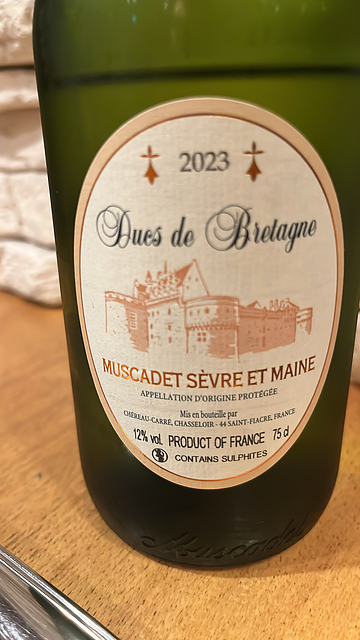 2023
Ducs de Bretagne
MUSCADET SÈVRE ET MAINE
APPELLATION D'ORIGINE PROTÉGÉE
Mis en bouteille par
CHÉREAU-CARRÉ, CHASSELOIR - 44 SAINT-FIACRE, FRANCE
12% vol. PRODUCT OF FRANCE 75 cl
CONTAINS SULPHITES
Muscadet